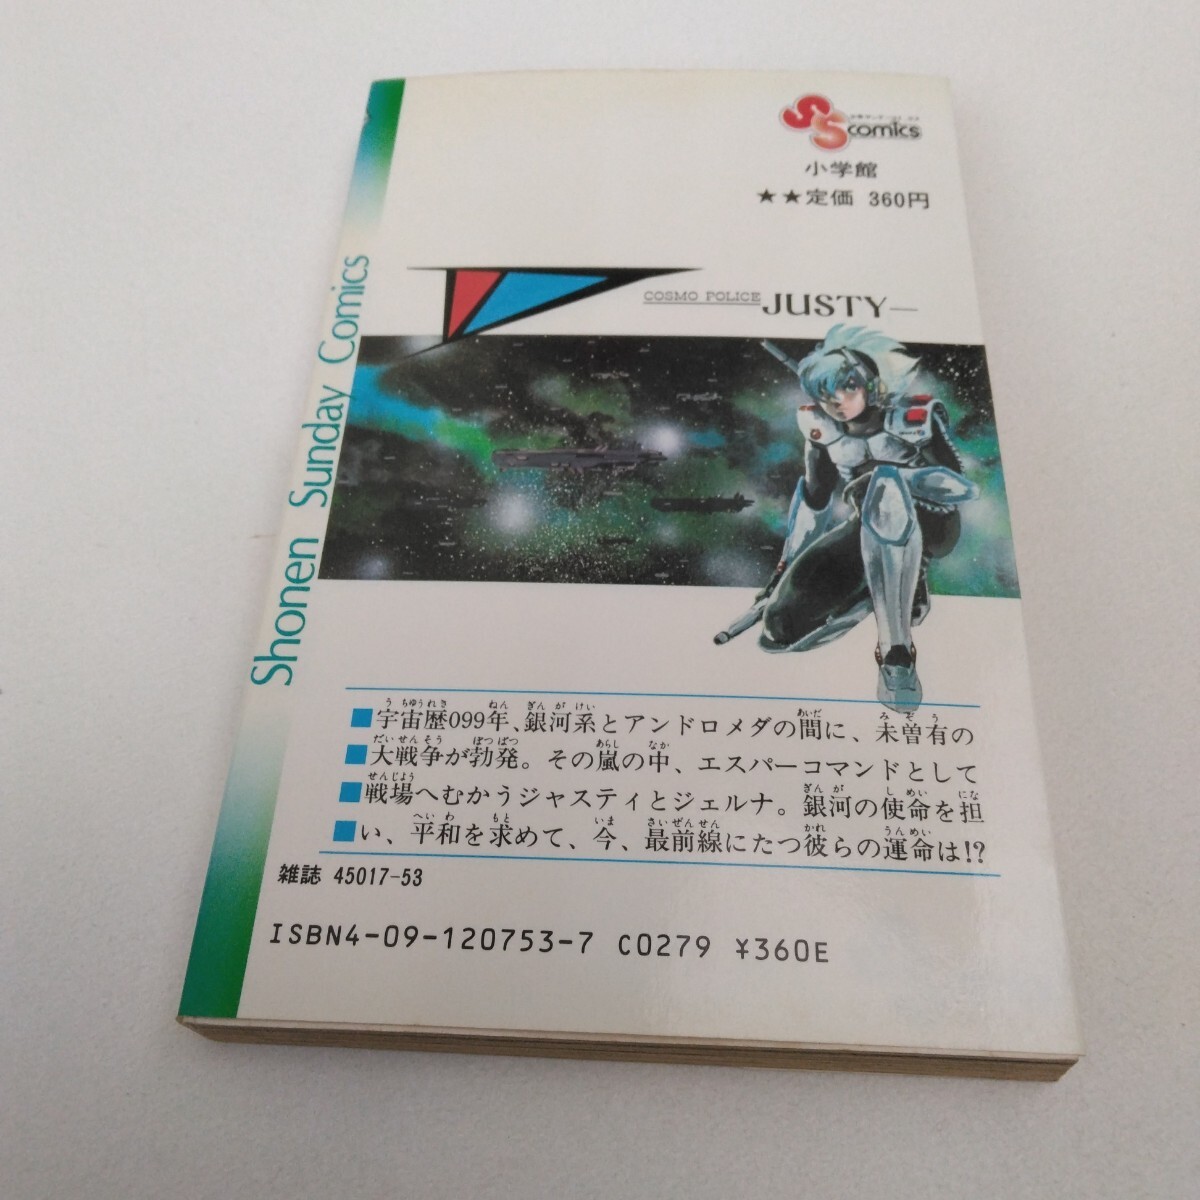 SS comics
小学館
★★定価 360円
COSMO POLICE JUSTY
Shonen Sunday Comics
■宇宙歴099年、銀河系とアンドロメダの間に、未曽有の
■大戦争が勃発。その嵐の中、エスパーコマンドとして
■戦場へむかうジャスティとジェルナ。銀河の使命を担
■い、平和を求めて、今、最前線にたつ彼らの運命は!?
雑誌 45017-53
ISBN4-09-120753-7 C0279 ¥360E